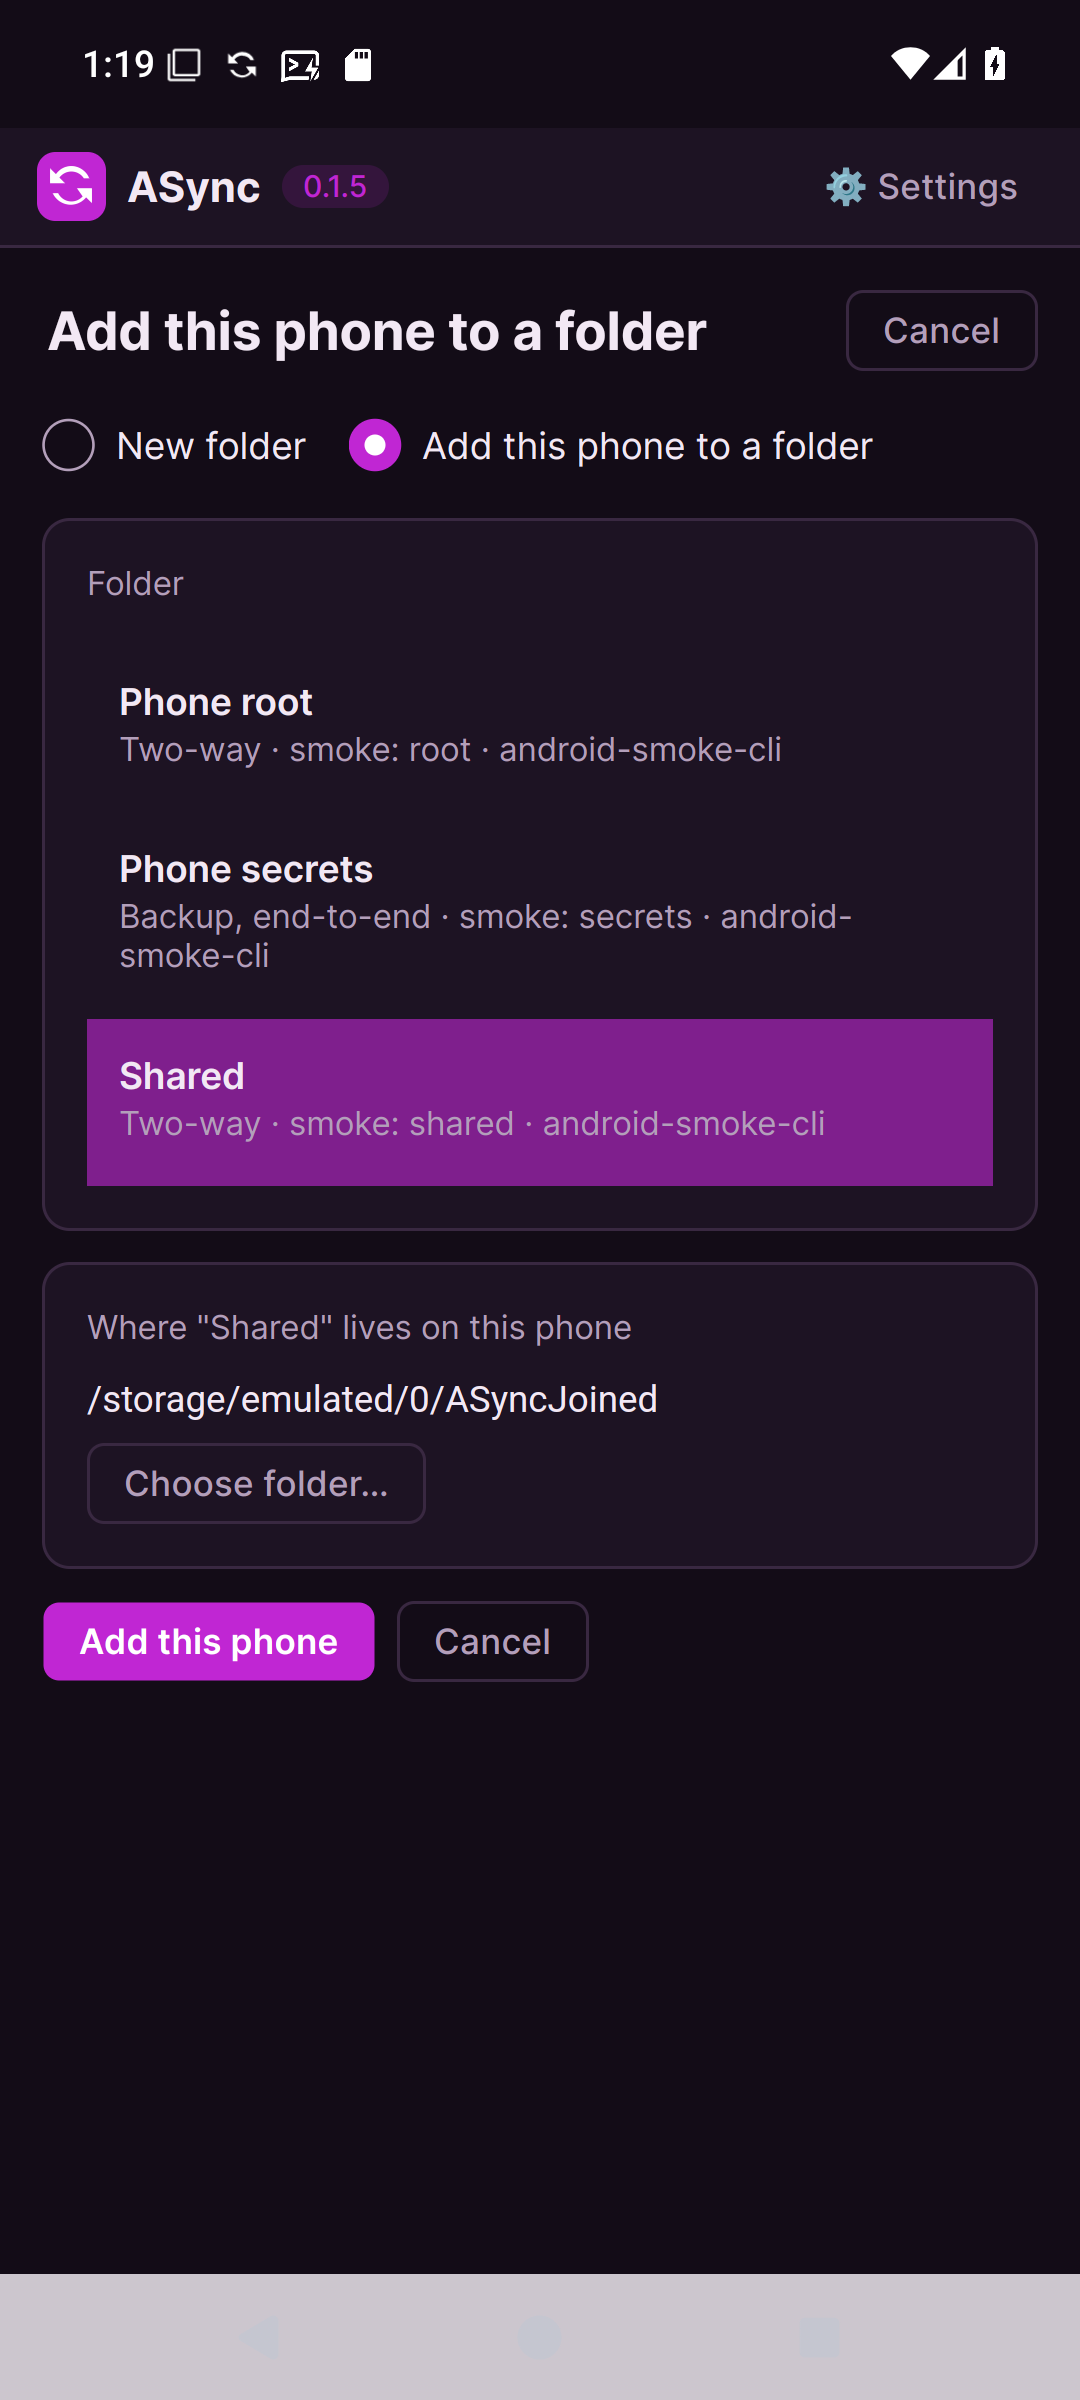 1:19
ASync 0.1.5 Settings
Add this phone to a folder Cancel
New folder Add this phone to a folder
Folder
Phone root
Two-way · smoke: root · android-smoke-cli
Phone secrets
Backup, end-to-end · smoke: secrets · android-
smoke-cli
Shared
Two-way · smoke: shared · android-smoke-cli
Where "Shared" lives on this phone
/storage/emulated/0/ASyncJoined
Choose folder...
Add this phone Cancel